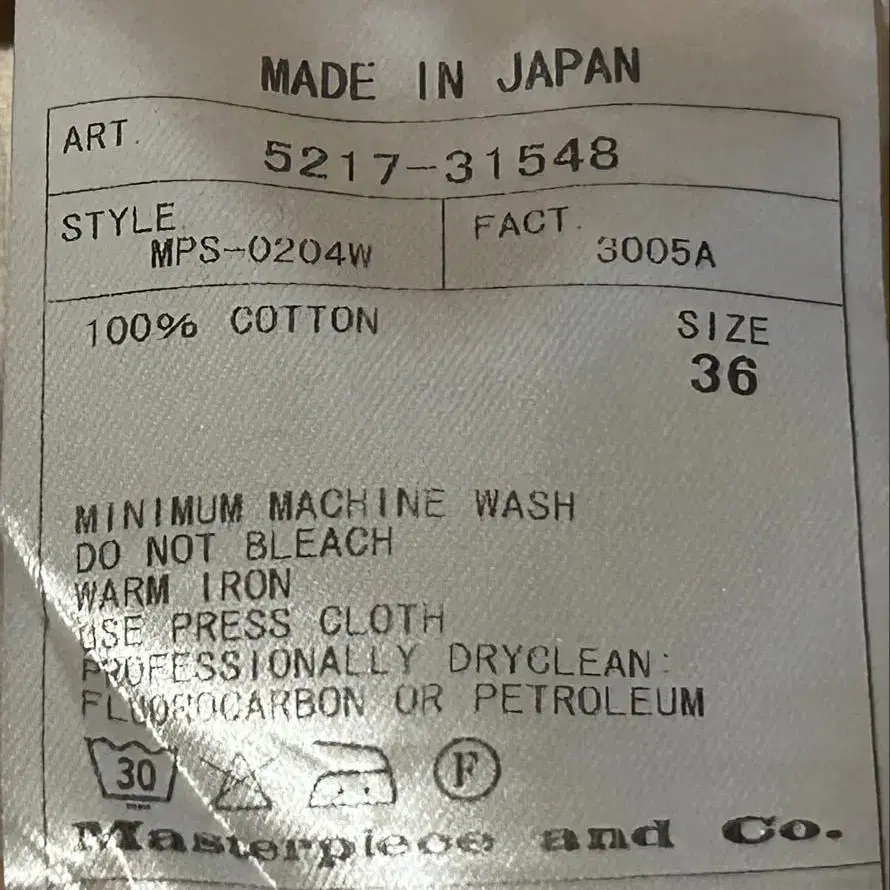 MADE IN JAPAN
ART. 5217-31548
STYLE. FACT.
MPS-0204W 3005A
100% COTTON SIZE
36
MINIMUM MACHINE WASH
DO NOT BLEACH
WARM IRON
USE PRESS CLOTH
PROFESSIONALLY DRYCLEAN:
FLUOROCARBON OR PETROLEUM
30 F
Masterpiece and Co.